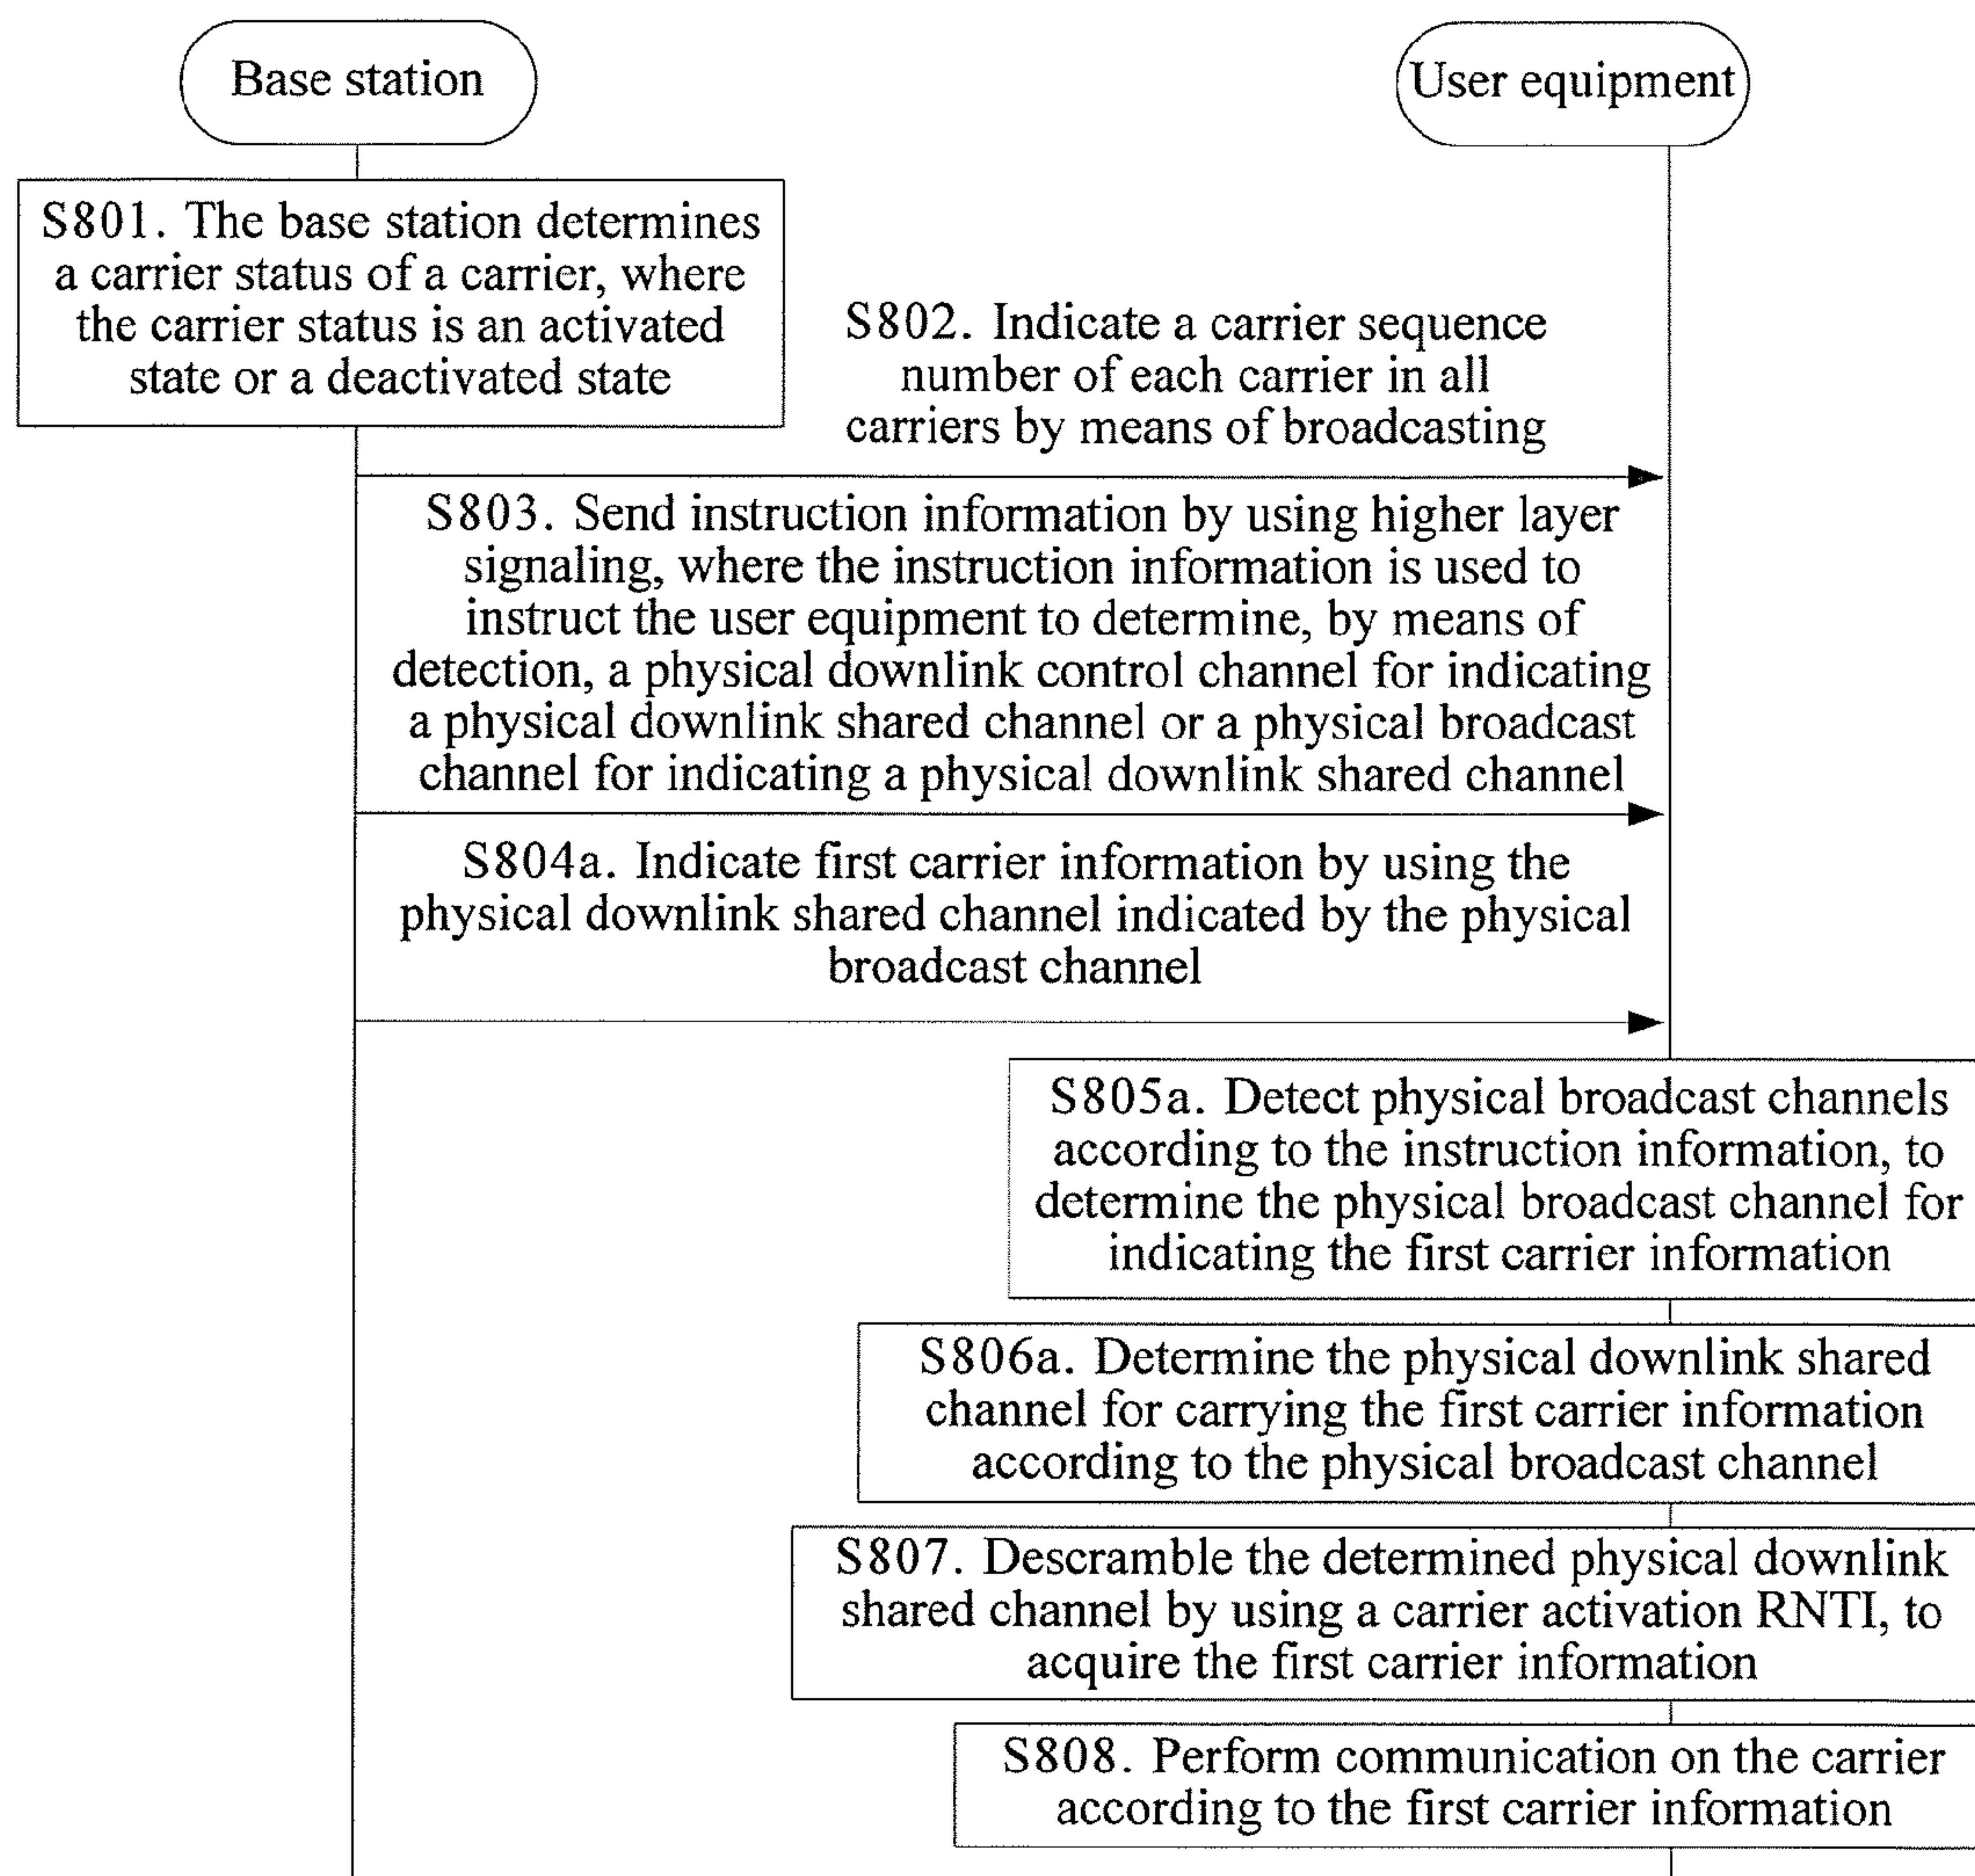 Base station
User equipment
S801. The base station determines
a carrier status of a carrier, where
the carrier status is an activated
state or a deactivated state
S802. Indicate a carrier sequence
number of each carrier in all
carriers by means of broadcasting
S803. Send instruction information by using higher layer
signaling, where the instruction information is used to
instruct the user equipment to determine, by means of
detection, a physical downlink control channel for indicating
a physical downlink shared channel or a physical broadcast
channel for indicating a physical downlink shared channel
S804a. Indicate first carrier information by using the
physical downlink shared channel indicated by the physical
broadcast channel
S805a. Detect physical broadcast channels
according to the instruction information, to
determine the physical broadcast channel for
indicating the first carrier information
S806a. Determine the physical downlink shared
channel for carrying the first carrier information
according to the physical broadcast channel
S807. Descramble the determined physical downlink
shared channel by using a carrier activation RNTI, to
acquire the first carrier information
S808. Perform communication on the carrier
according to the first carrier information